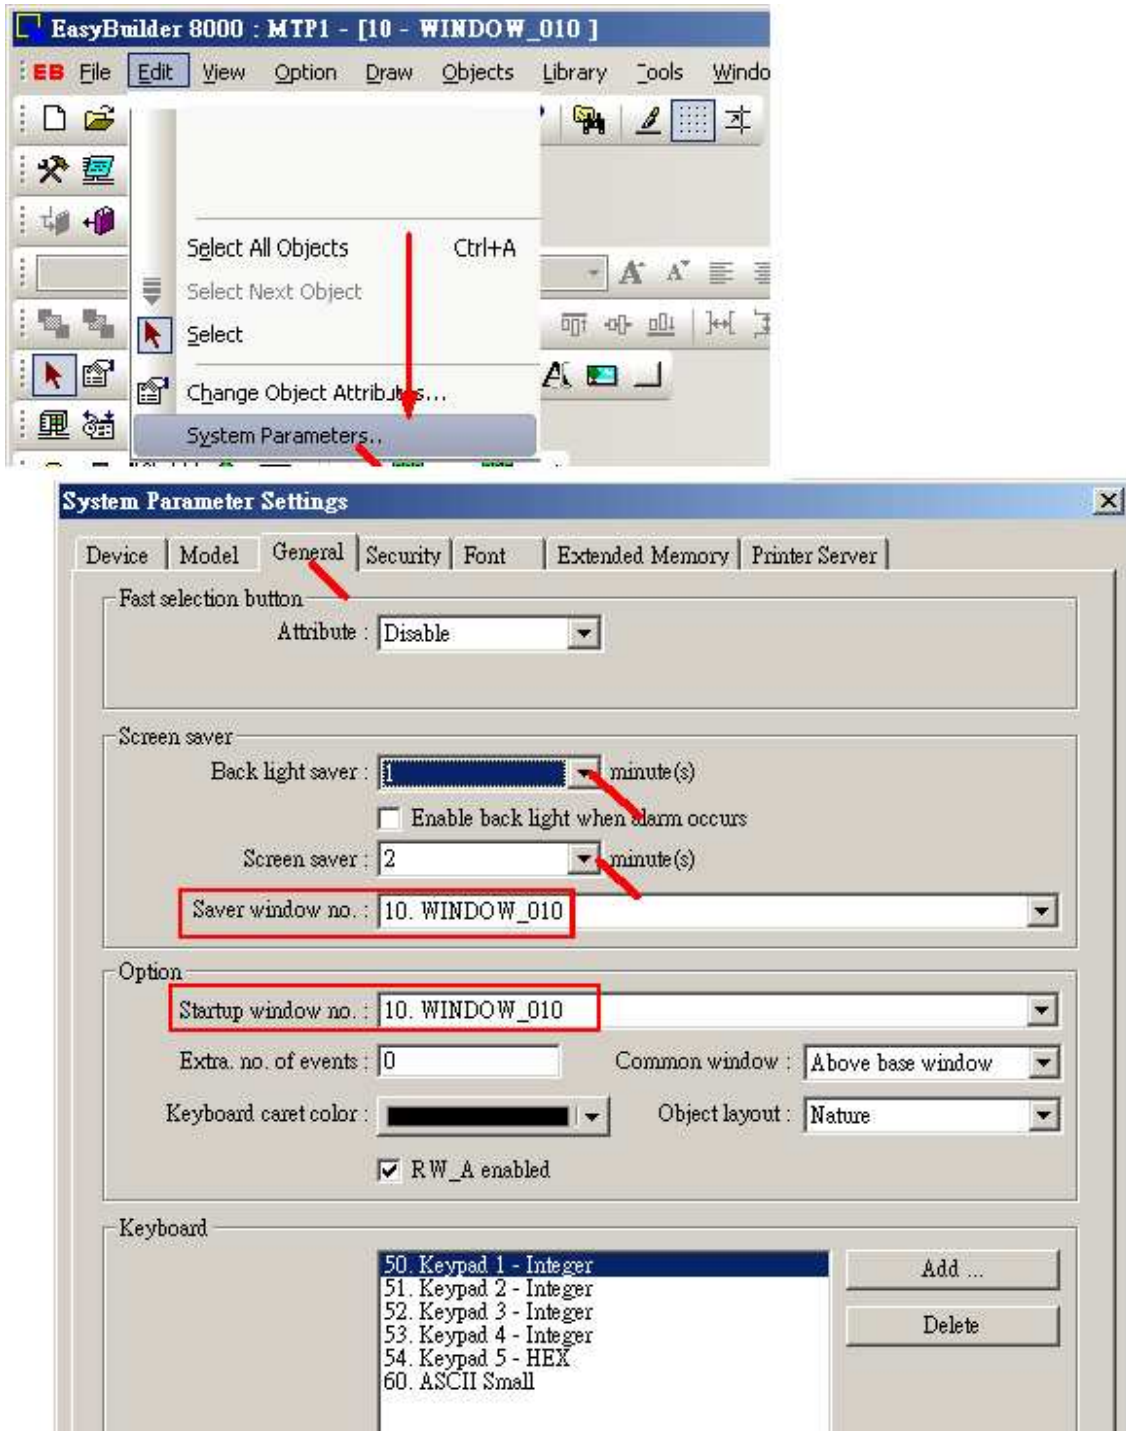 EasyBuilder 8000 : MTP1 - [10 - WINDOW_010 ]
EB File Edit View Option Draw Objects Library Tools Windo
Select All Objects Ctrl+A
Select Next Object
Select
Change Object Attributes...
System Parameters...
System Parameter Settings
Device Model General Security Font Extended Memory Printer Server
Fast selection button
Attribute : Disable
Screen saver
Back light saver : 1 minute(s)
Enable back light when alarm occurs
Screen saver : 2 minute(s)
Saver window no. : 10. WINDOW_010
Option
Startup window no. : 10. WINDOW_010
Extra. no. of events : 0 Common window : Above base window
Keyboard caret color : Object layout : Nature
RW_A enabled
Keyboard
50. Keypad 1 - Integer Add ...
51. Keypad 2 - Integer
52. Keypad 3 - Integer
53. Keypad 4 - Integer Delete
54. Keypad 5 - HEX
60. ASCII Small